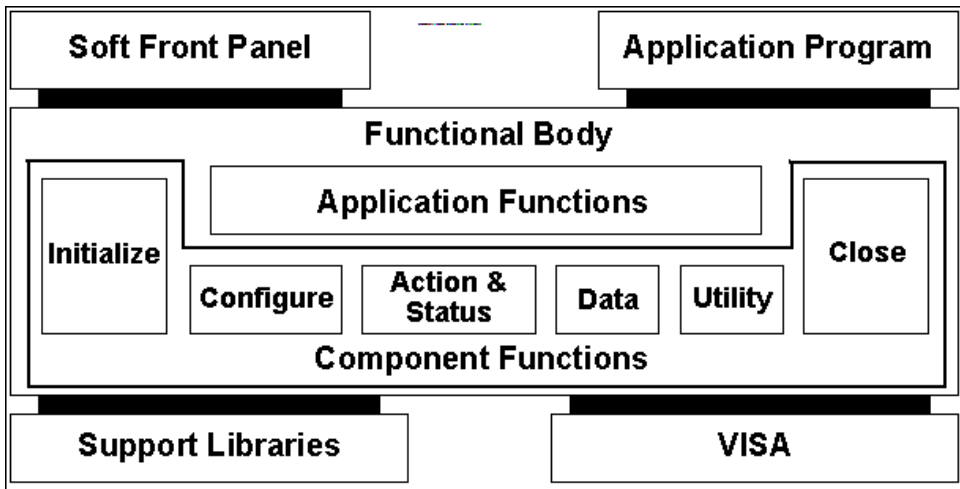 Soft Front Panel
Application Program
Functional Body
Application Functions
Initialize
Close
Configure
Action &
Status
Data
Utility
Component Functions
Support Libraries
VISA